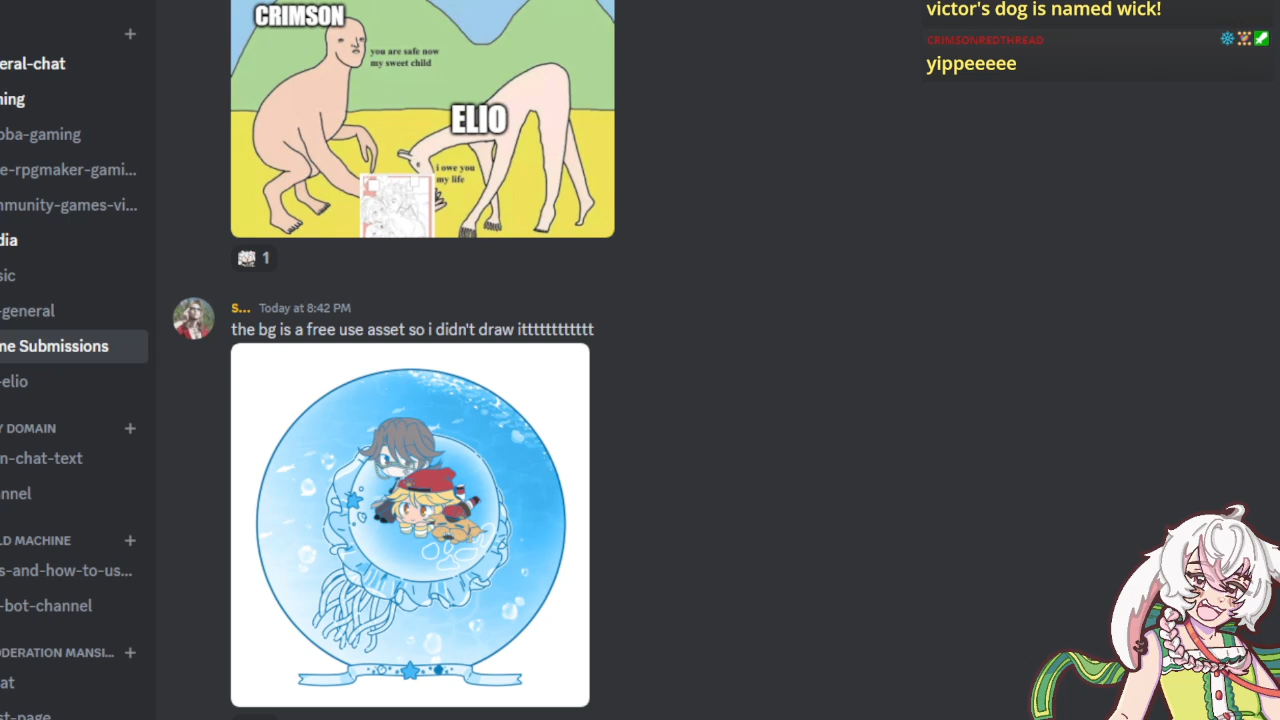 eral-chat
ning
oba-gaming
e-rpgmaker-gami...
mmunity-games-vi...
dia
sic
-general
ne Submissions
-elio
Y DOMAIN
n-chat-text
annel
LD MACHINE
s-and-how-to-us...
-bot-channel
ODERATION MANSI...
at
st-page
CRIMSON
you are safe now
my sweet child
ELIO
i owe you
my life
1
S... Today at 8:42 PM
the bg is a free use asset so i didn't draw itttttttttttt
victor's dog is named wick!
CRIMSONREDTHREAD
yippeeeee